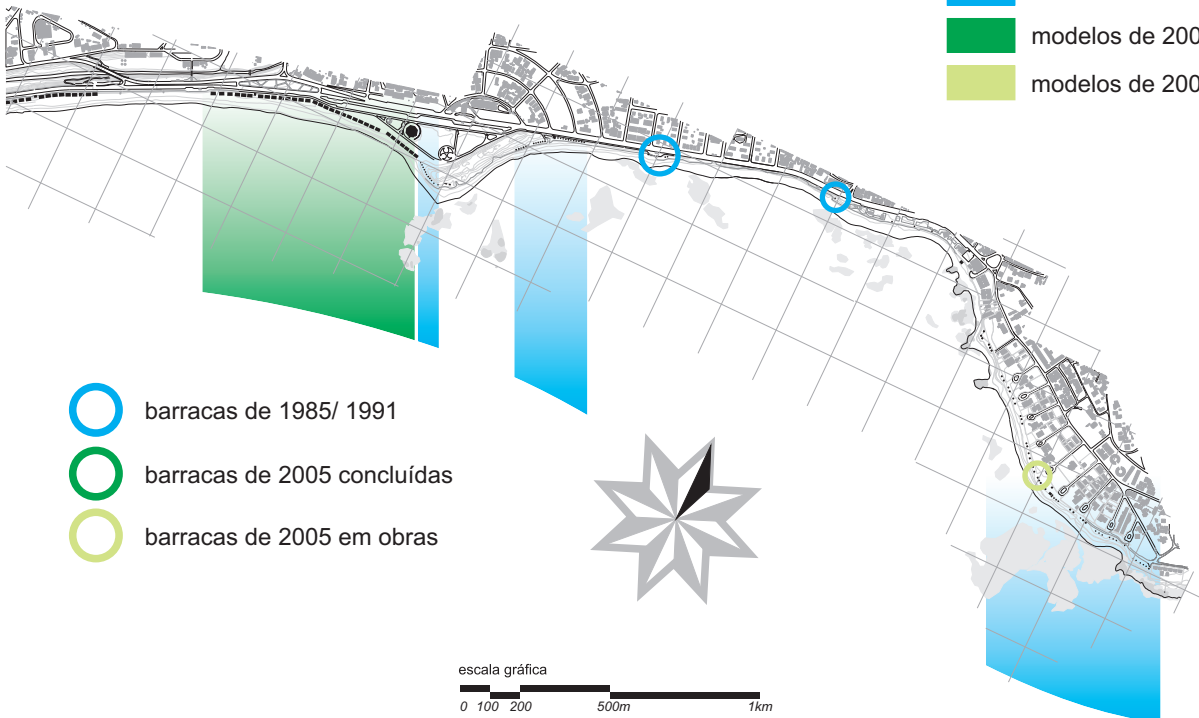 modelos de 200
modelos de 200
barracas de 1985/ 1991
barracas de 2005 concluídas
barracas de 2005 em obras
escala gráfica
0 100 200 500m 1km